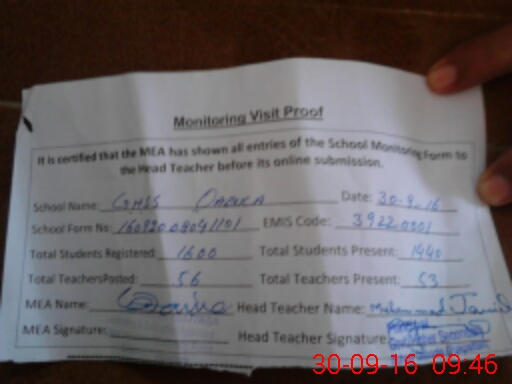 Monitoring Visit Proof
It is certified that the MEA has shown all entries of the School Monitoring Form to
the Head Teacher before its online submission.
School Name: GHSS Date: 30-9-16
School Form No: EMIS Code:
Total Students Registered: 1600 Total Students Present: 1440
Total TeachersPosted: 56 Total Teachers Present: 53
MEA Name: Head Teacher Name: Muhammad
MEA Signature: Head Teacher Signature:
30-09-16 09:46